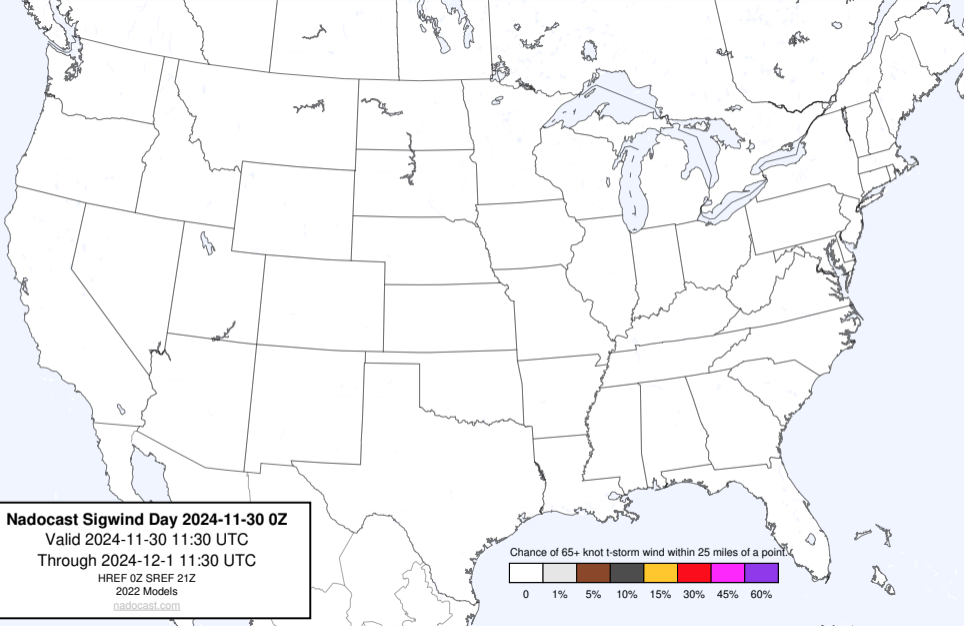 Nadocast Sigwind Day 2024-11-30 0Z
Valid 2024-11-30 11:30 UTC
Through 2024-12-1 11:30 UTC
HREF 0Z SREF 21Z
2022 Models
nadocast.com
Chance of 65+ knot t-storm wind within 25 miles of a point.
0 1% 5% 10% 15% 30% 45% 60%